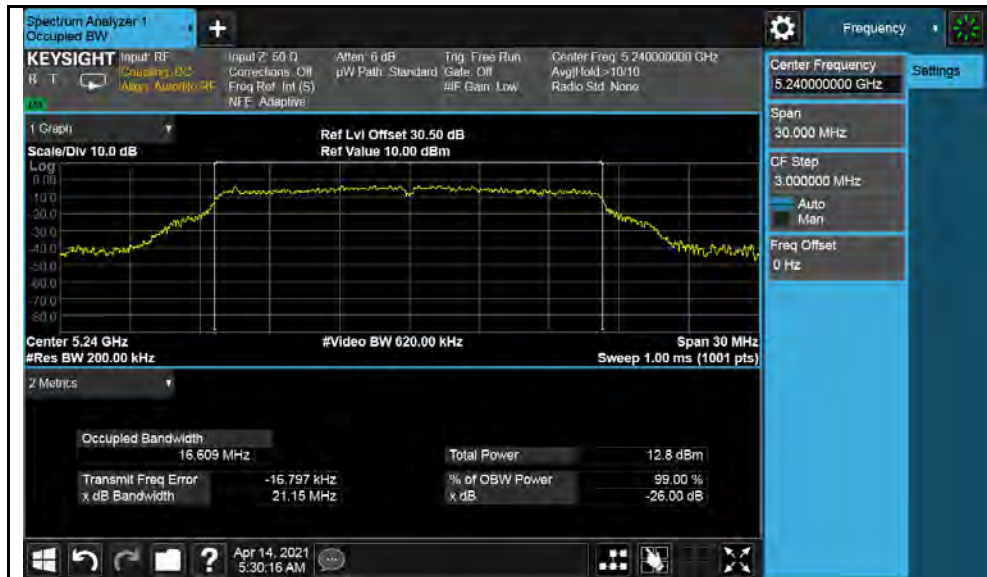 Spectrum Analyzer 1
Occupied BW
+
Frequency
KEYSIGHT Input: RF Input Z: 50 Ω Atten: 6 dB Trig: Free Run Center Freq: 5.240000000 GHz
R T Coupling: DC Corrections: Off µW Path: Standard Gate: Off Avg|Hold:>10/10
Align: Auto/No RF Freq Ref: Int (S) #IF Gain: Low Radio Std: None
NFE: Adaptive
Center Frequency
5.240000000 GHz
Settings
Span
30.000 MHz
CF Step
3.000000 MHz
Auto
Man
Freq Offset
0 Hz
1 Graph
Scale/Div 10.0 dB
Ref Lvl Offset 30.50 dB
Ref Value 10.00 dBm
Log
0.00
-10.0
-20.0
-30.0
-40.0
-50.0
-60.0
-70.0
-80.0
Center 5.24 GHz #Video BW 620.00 kHz Span 30 MHz
#Res BW 200.00 kHz Sweep 1.00 ms (1001 pts)
2 Metrics
Occupied Bandwidth
16.609 MHz
Total Power 12.8 dBm
Transmit Freq Error -16.797 kHz % of OBW Power 99.00 %
x dB Bandwidth 21.15 MHz x dB -26.00 dB
?
Apr 14, 2021
5:30:16 AM